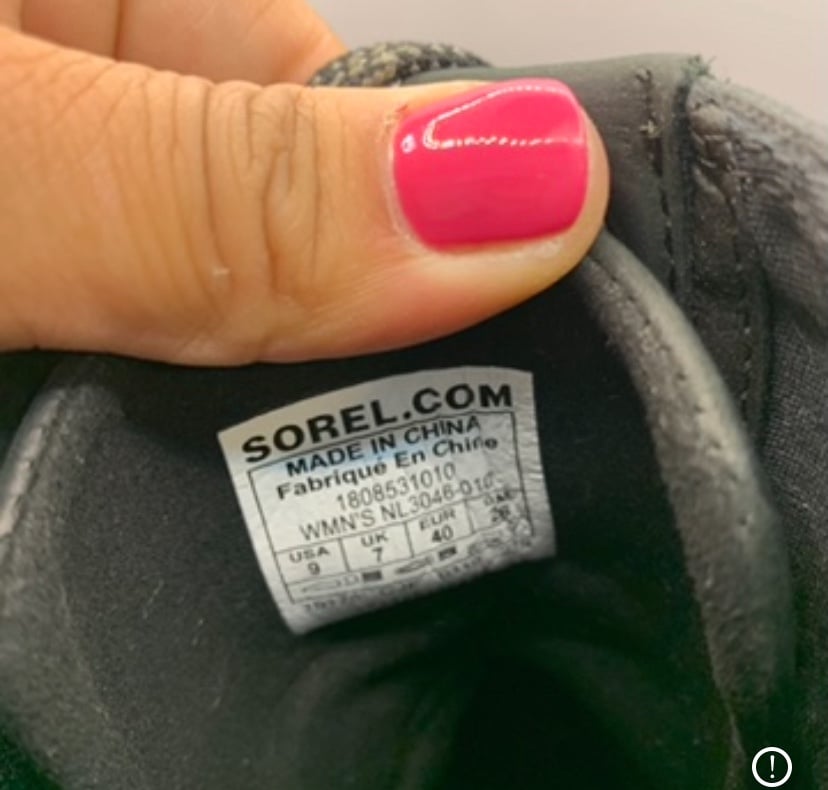 SOREL.COM
MADE IN CHINA
Fabriqué En Chine
1808531010
WMN'S NL3046-010
USA UK EUR
9 7 40